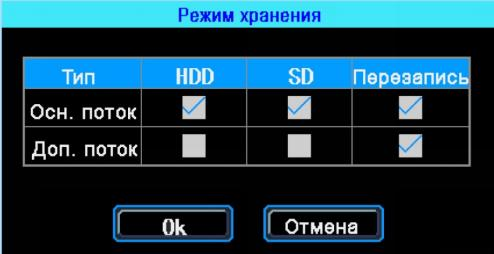 Режим хранения
Тип HDD SD Перезапись
Осн. поток
Доп. поток
Ok Отмена